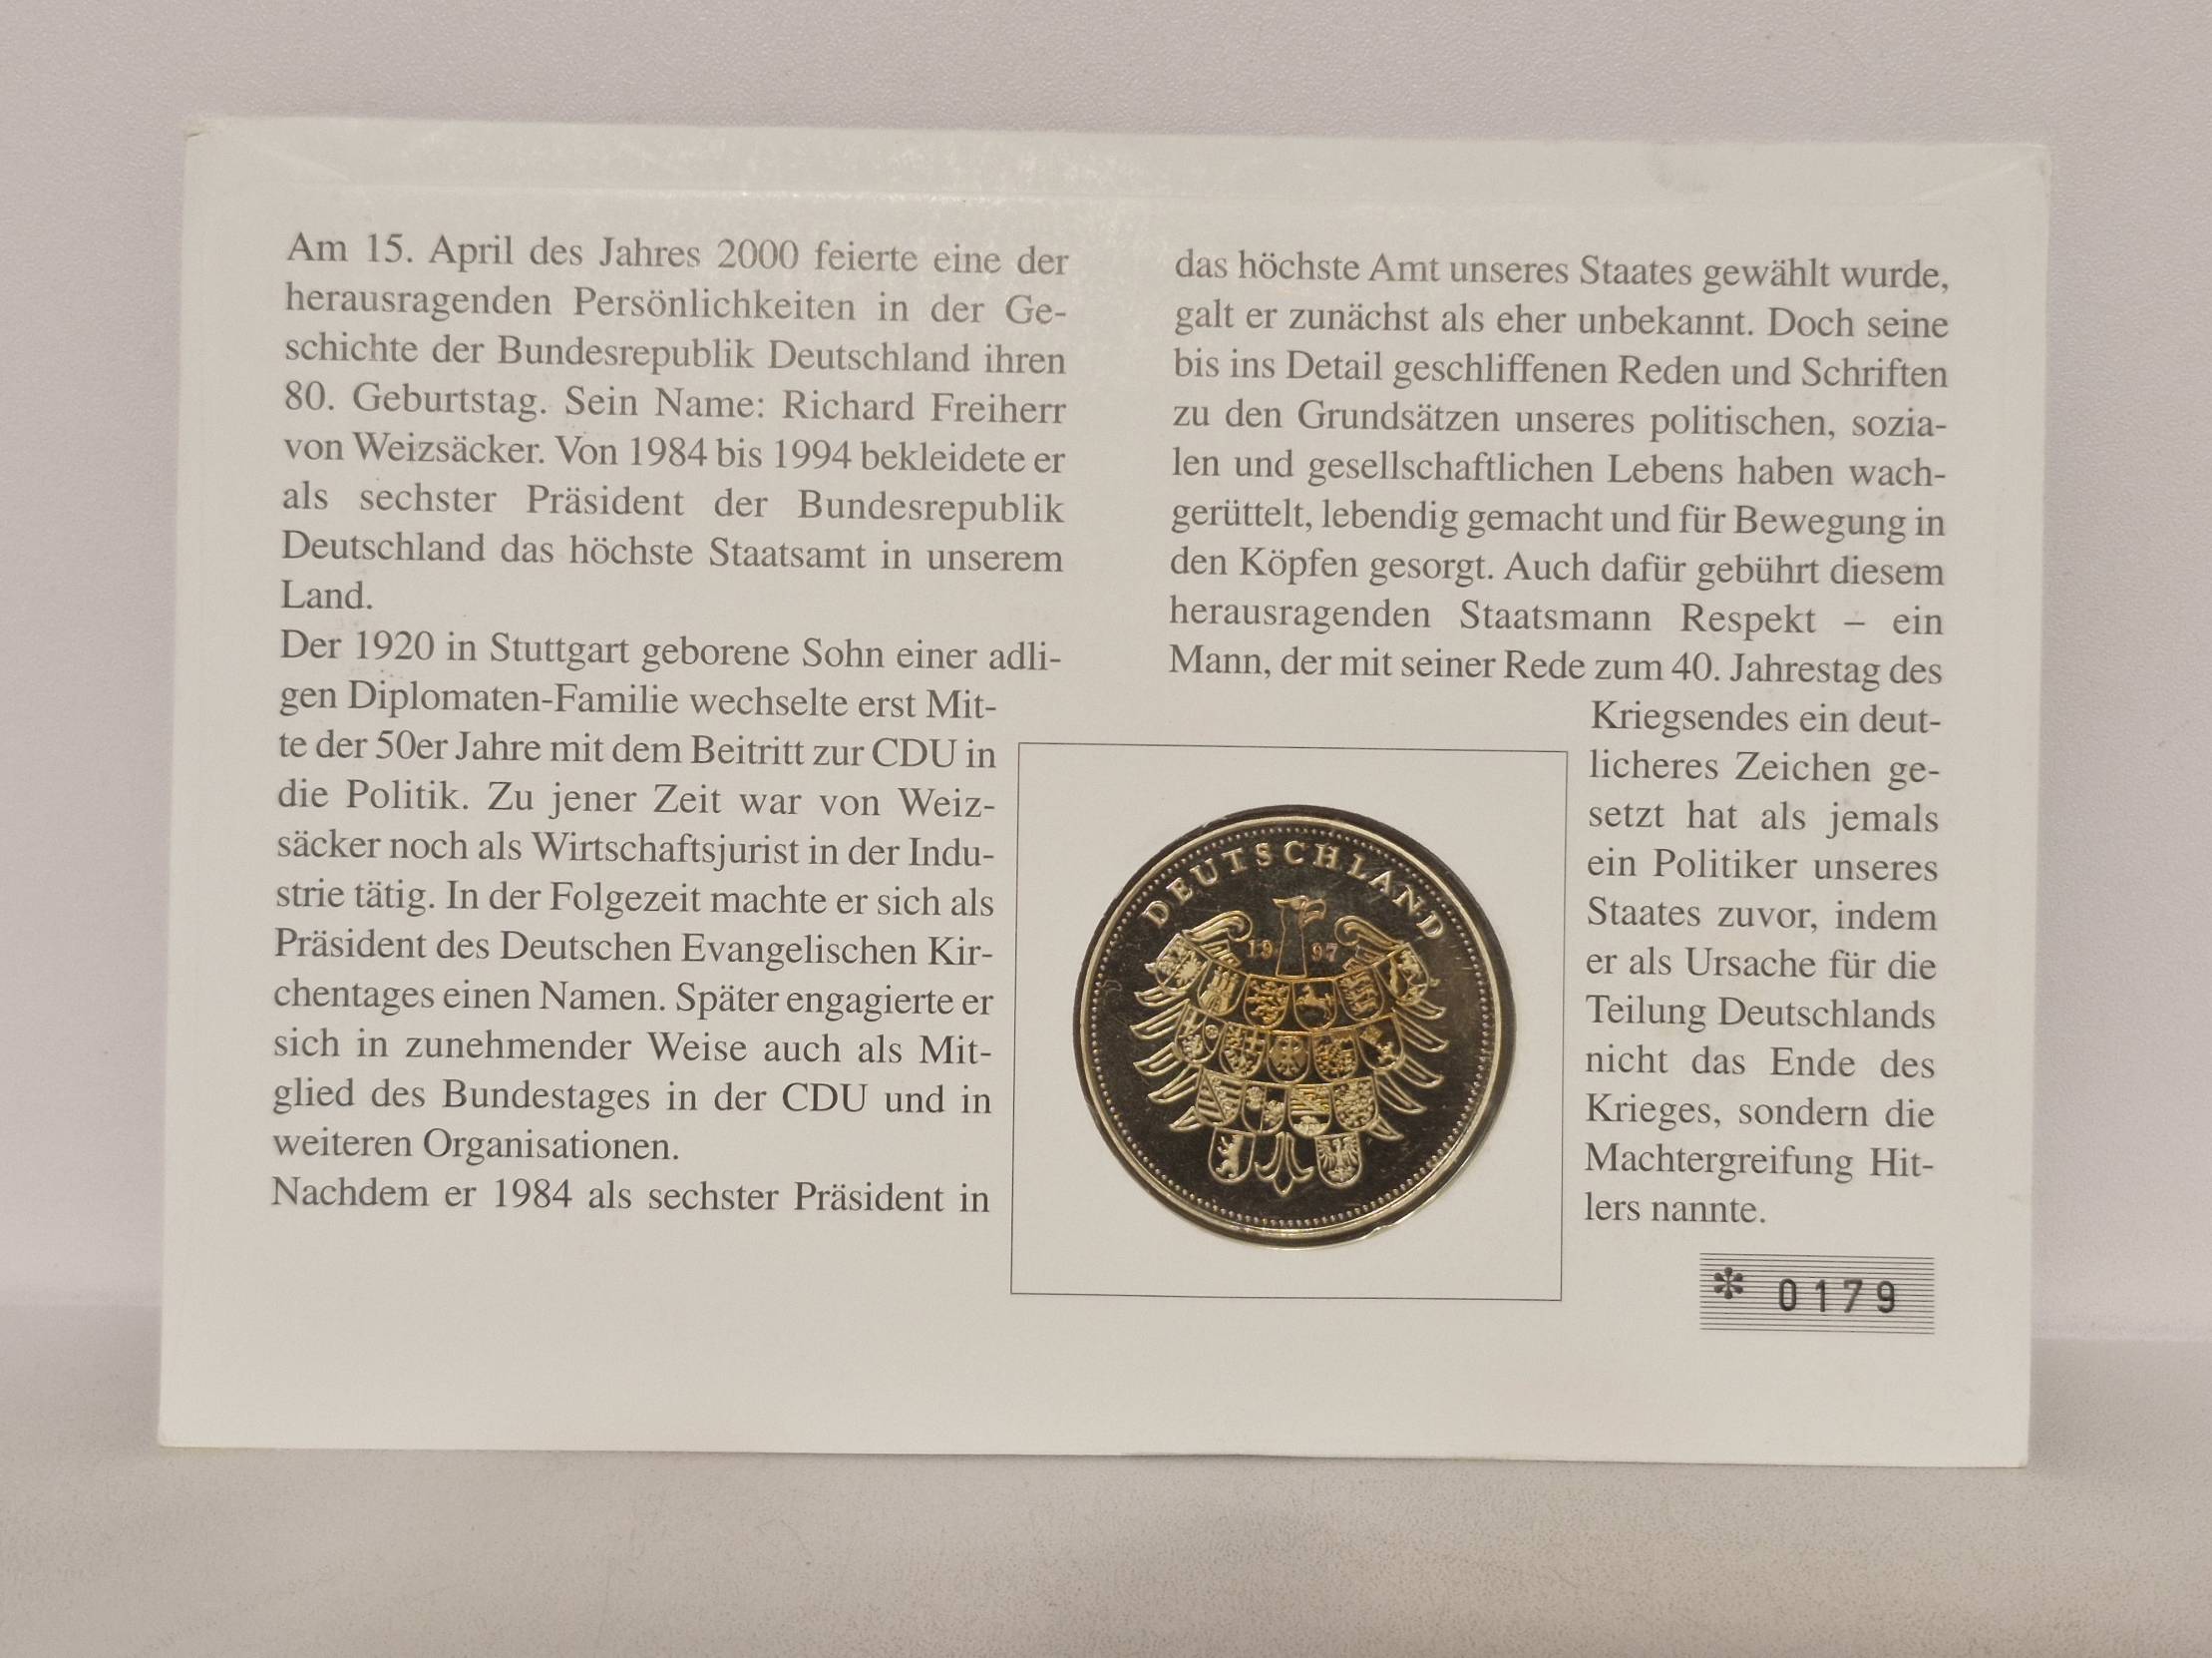 Am 15. April des Jahres 2000 feierte eine der
herausragenden Persönlichkeiten in der Ge-
schichte der Bundesrepublik Deutschland ihren
80. Geburtstag. Sein Name: Richard Freiherr
von Weizsäcker. Von 1984 bis 1994 bekleidete er
als sechster Präsident der Bundesrepublik
Deutschland das höchste Staatsamt in unserem
Land.
Der 1920 in Stuttgart geborene Sohn einer adli-
gen Diplomaten-Familie wechselte erst Mit-
te der 50er Jahre mit dem Beitritt zur CDU in
die Politik. Zu jener Zeit war von Weiz-
säcker noch als Wirtschaftsjurist in der Indu-
strie tätig. In der Folgezeit machte er sich als
Präsident des Deutschen Evangelischen Kir-
chentages einen Namen. Später engagierte er
sich in zunehmender Weise auch als Mit-
glied des Bundestages in der CDU und in
weiteren Organisationen.
Nachdem er 1984 als sechster Präsident in
das höchste Amt unseres Staates gewählt wurde,
galt er zunächst als eher unbekannt. Doch seine
bis ins Detail geschliffenen Reden und Schriften
zu den Grundsätzen unseres politischen, sozia-
len und gesellschaftlichen Lebens haben wach-
gerüttelt, lebendig gemacht und für Bewegung in
den Köpfen gesorgt. Auch dafür gebührt diesem
herausragenden Staatsmann Respekt – ein
Mann, der mit seiner Rede zum 40. Jahrestag des
Kriegsendes ein deut-
licheres Zeichen ge-
setzt hat als jemals
ein Politiker unseres
Staates zuvor, indem
er als Ursache für die
Teilung Deutschlands
nicht das Ende des
Krieges, sondern die
Machtergreifung Hit-
lers nannte.
DEUTSCHLAND
19 97
* 0179